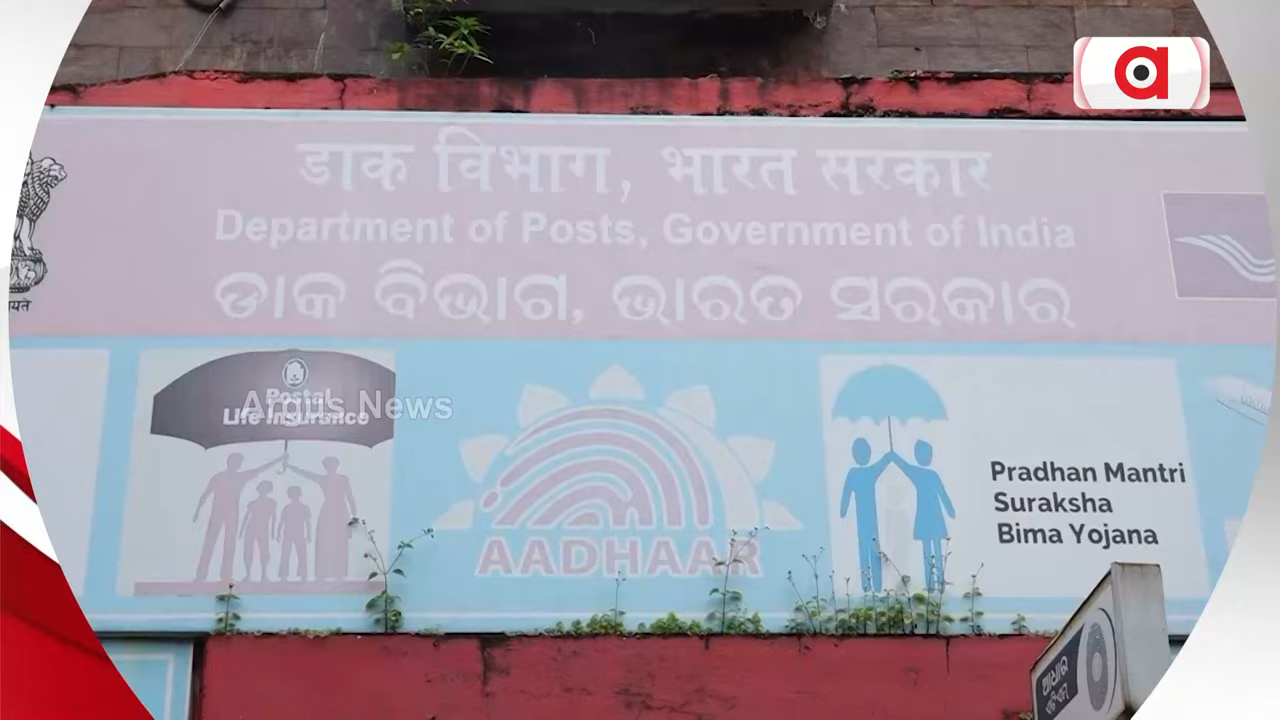 डाक विभाग, भारत सरकार
Department of Posts, Government of India
ଡାକ ବିଭାଗ, ଭାରତ ସରକାର
Postal
Life Insurance
Argus News
AADHAAR
Pradhan Mantri
Suraksha
Bima Yojana
ଆଧାର